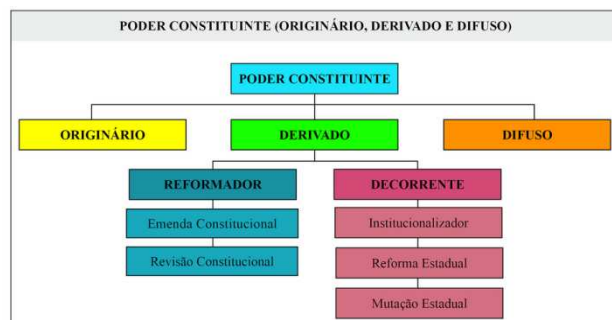 PODER CONSTITUINTE (ORIGINÁRIO, DERIVADO E DIFUSO)
PODER CONSTITUINTE
ORIGINÁRIO
DERIVADO
DIFUSO
REFORMADOR
DECORRENTE
Emenda Constitucional
Institucionalizador
Revisão Constitucional
Reforma Estadual
Mutação Estadual